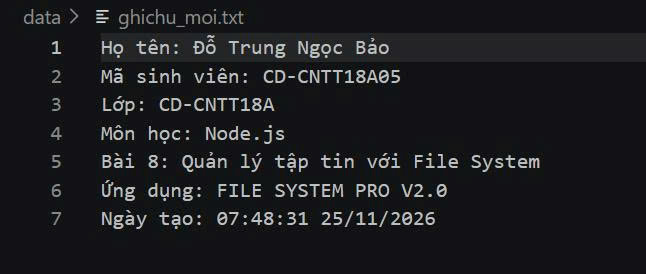 data > ghichu_moi.txt
1 Họ tên: Đỗ Trung Ngọc Bảo
2 Mã sinh viên: CD-CNTT18A05
3 Lớp: CD-CNTT18A
4 Môn học: Node.js
5 Bài 8: Quản lý tập tin với File System
6 Ứng dụng: FILE SYSTEM PRO V2.0
7 Ngày tạo: 07:48:31 25/11/2026